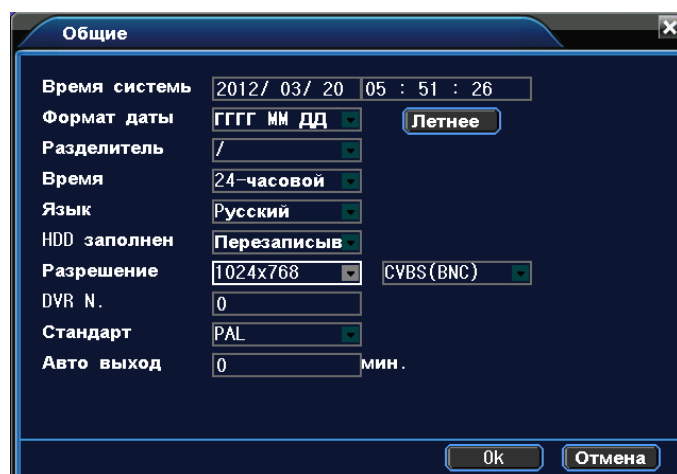 Общие
Время системь 2012/ 03/ 20 05 : 51 : 26
Формат даты ГГГГ ММ ДД Летнее
Разделитель /
Время 24-часовой
Язык Русский
HDD заполнен Перезаписыв
Разрешение 1024x768 CVBS(BNC)
DVR N. 0
Стандарт PAL
Авто выход 0 мин.
Ok Отмена